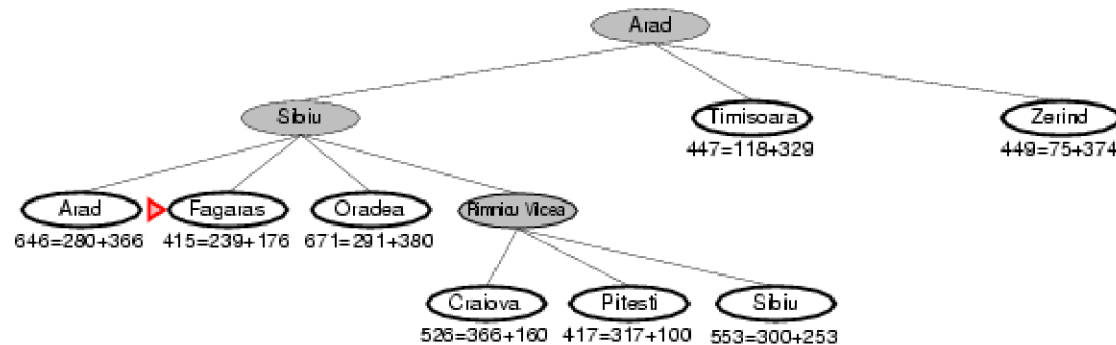 Arad
Sibiu
Timisoara
Zerind
447=118+329
449=75+374
Arad
Fagaras
Oradea
Rimnicu Vilcea
646=280+366
415=239+176
671=291+380
Craiova
Pitesti
Sibiu
526=366+160
417=317+100
553=300+253